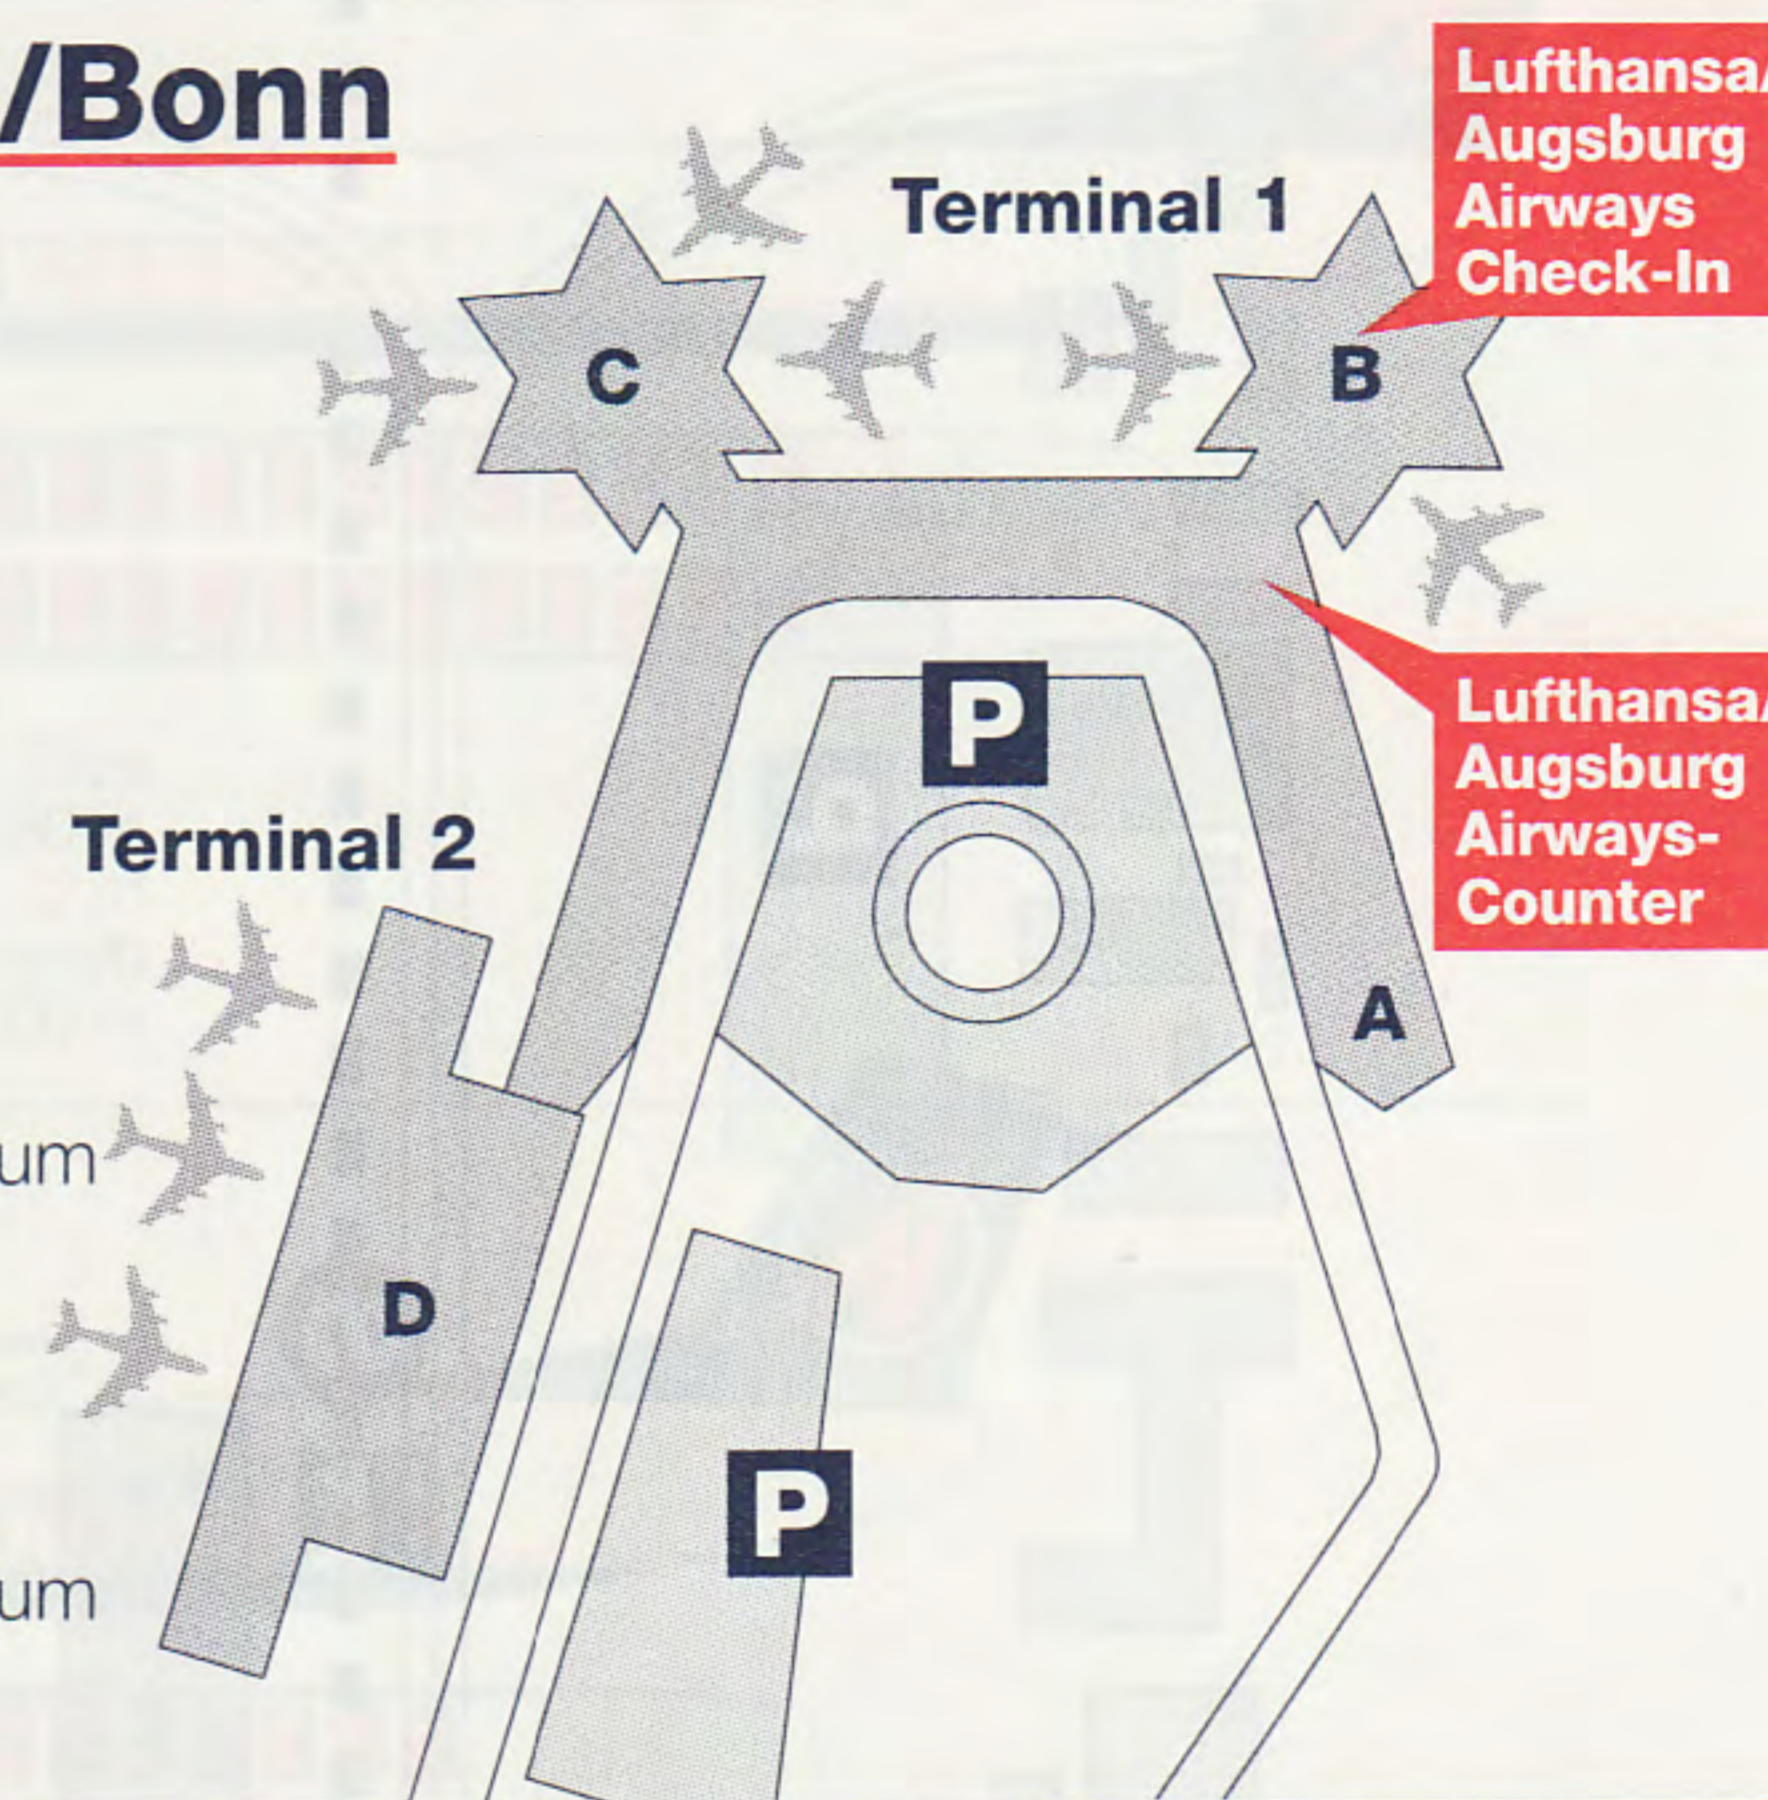 /Bonn
Lufthansa/
Augsburg
Airways
Check-In
Terminal 1
C
B
P
Lufthansa/
Augsburg
Airways-
Counter
Terminal 2
A
um
D
P
um